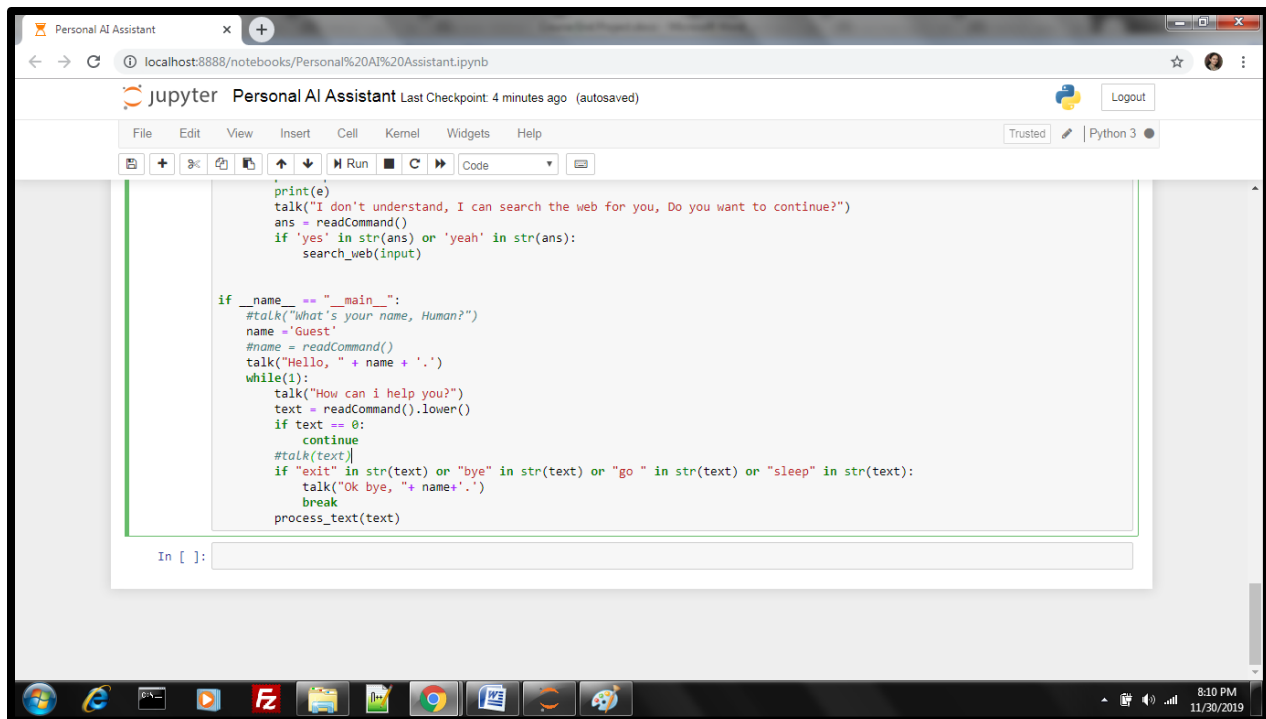 Personal AI Assistant
localhost:8888/notebooks/Personal%20AI%20Assistant.ipynb
jupyter Personal AI Assistant Last Checkpoint: 4 minutes ago (autosaved)
Logout
File Edit View Insert Cell Kernel Widgets Help
Trusted Python 3
Run Code
print(e)
talk("I don't understand, I can search the web for you, Do you want to continue?")
ans = readCommand()
if 'yes' in str(ans) or 'yeah' in str(ans):
search_web(input)
if __name__ == "__main__":
#talk("What's your name, Human?")
name ='Guest'
#name = readCommand()
talk("Hello, " + name + '.')
while(1):
talk("How can i help you?")
text = readCommand().lower()
if text == 0:
continue
#talk(text)
if "exit" in str(text) or "bye" in str(text) or "go " in str(text) or "sleep" in str(text):
talk("Ok bye, "+ name+'.')
break
process_text(text)
In [ ]:
8:10 PM
11/30/2019